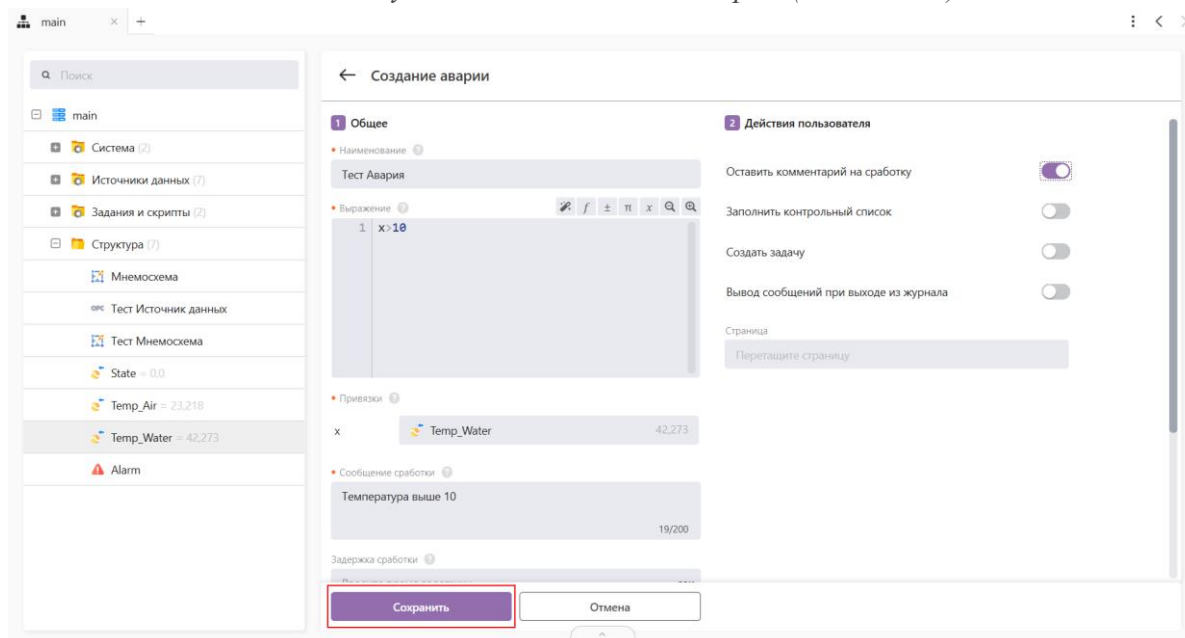 main × +
Поиск
main
Система (2)
Источники данных (7)
Задания и скрипты (2)
Структура (7)
Мнемосхема
OPC Тест Источник данных
Тест Мнемосхема
State = 0,0
Temp_Air = 23,218
Temp_Water = 42,273
Alarm
← Создание аварии
1 Общее
• Наименование ?
Тест Авария
• Выражение ? f ± π x
1 x>10
• Привязки ?
x Temp_Water 42,273
• Сообщение сработки ?
Температура выше 10
19/200
Задержка сработки ?
Сохранить Отмена
2 Действия пользователя
Оставить комментарий на сработку
Заполнить контрольный список
Создать задачу
Вывод сообщений при выходе из журнала
Страница
Перетащите страницу